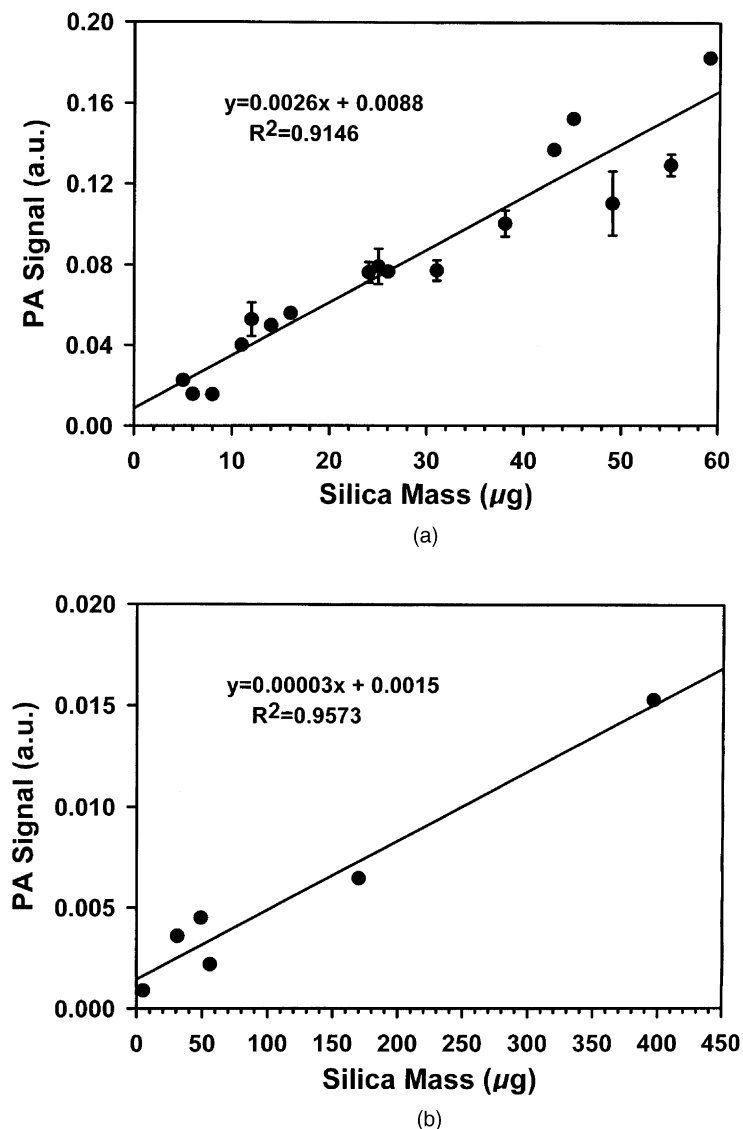 0.20
0.16
0.12
0.08
0.04
0.00
PA Signal (a.u.)
y=0.0026x + 0.0088
R²=0.9146
0 10 20 30 40 50 60
Silica Mass (µg)
(a)
0.020
0.015
0.010
0.005
0.000
PA Signal (a.u.)
y=0.00003x + 0.0015
R²=0.9573
0 50 100 150 200 250 300 350 400 450
Silica Mass (µg)
(b)